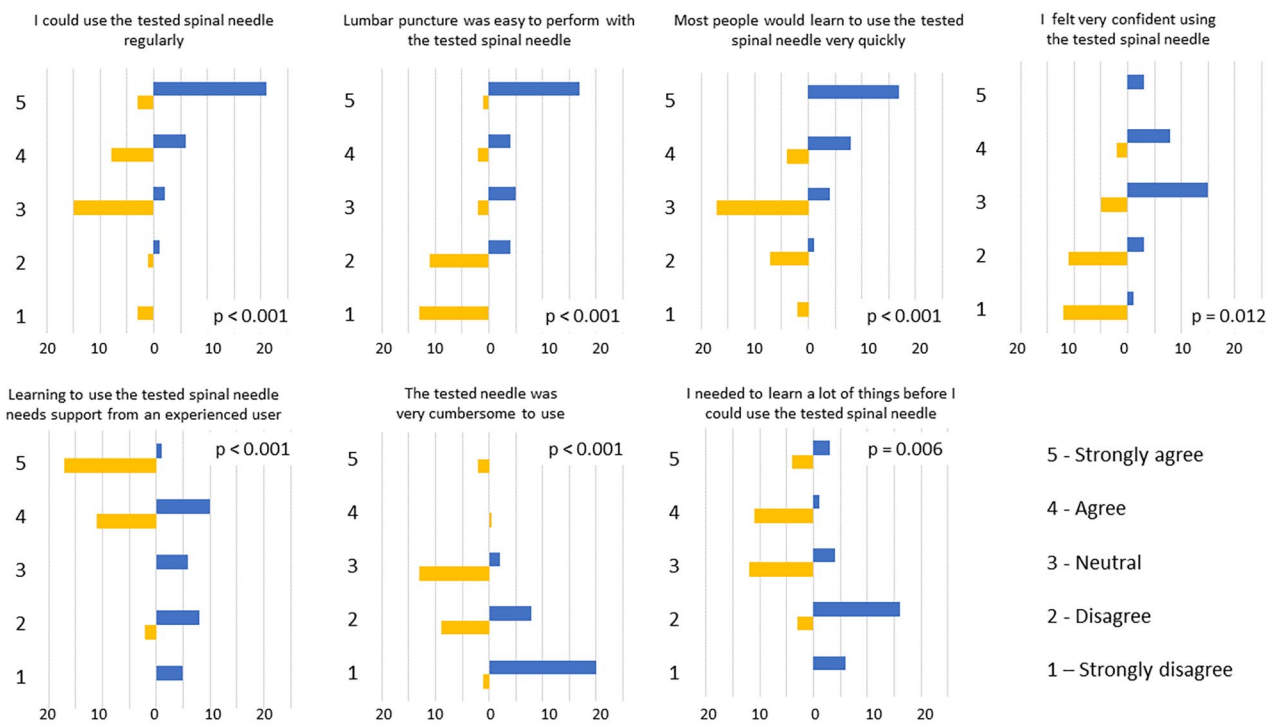 I could use the tested spinal needle
regularly
5
4
3
2
1
p < 0.001
20 10 0 10 20
Lumbar puncture was easy to perform with
the tested spinal needle
5
4
3
2
1
p < 0.001
20 10 0 10 20
Most people would learn to use the tested
spinal needle very quickly
5
4
3
2
1
p < 0.001
20 10 0 10 20
I felt very confident using
the tested spinal needle
5
4
3
2
1
p = 0.012
20 10 0 10 20
Learning to use the tested spinal needle
needs support from an experienced user
p < 0.001
5
4
3
2
1
20 10 0 10 20
The tested needle was
very cumbersome to use
p < 0.001
5
4
3
2
1
20 10 0 10 20
I needed to learn a lot of things before I
could use the tested spinal needle
p = 0.006
5
4
3
2
1
20 10 0 10 20
5 - Strongly agree
4 - Agree
3 - Neutral
2 - Disagree
1 – Strongly disagree